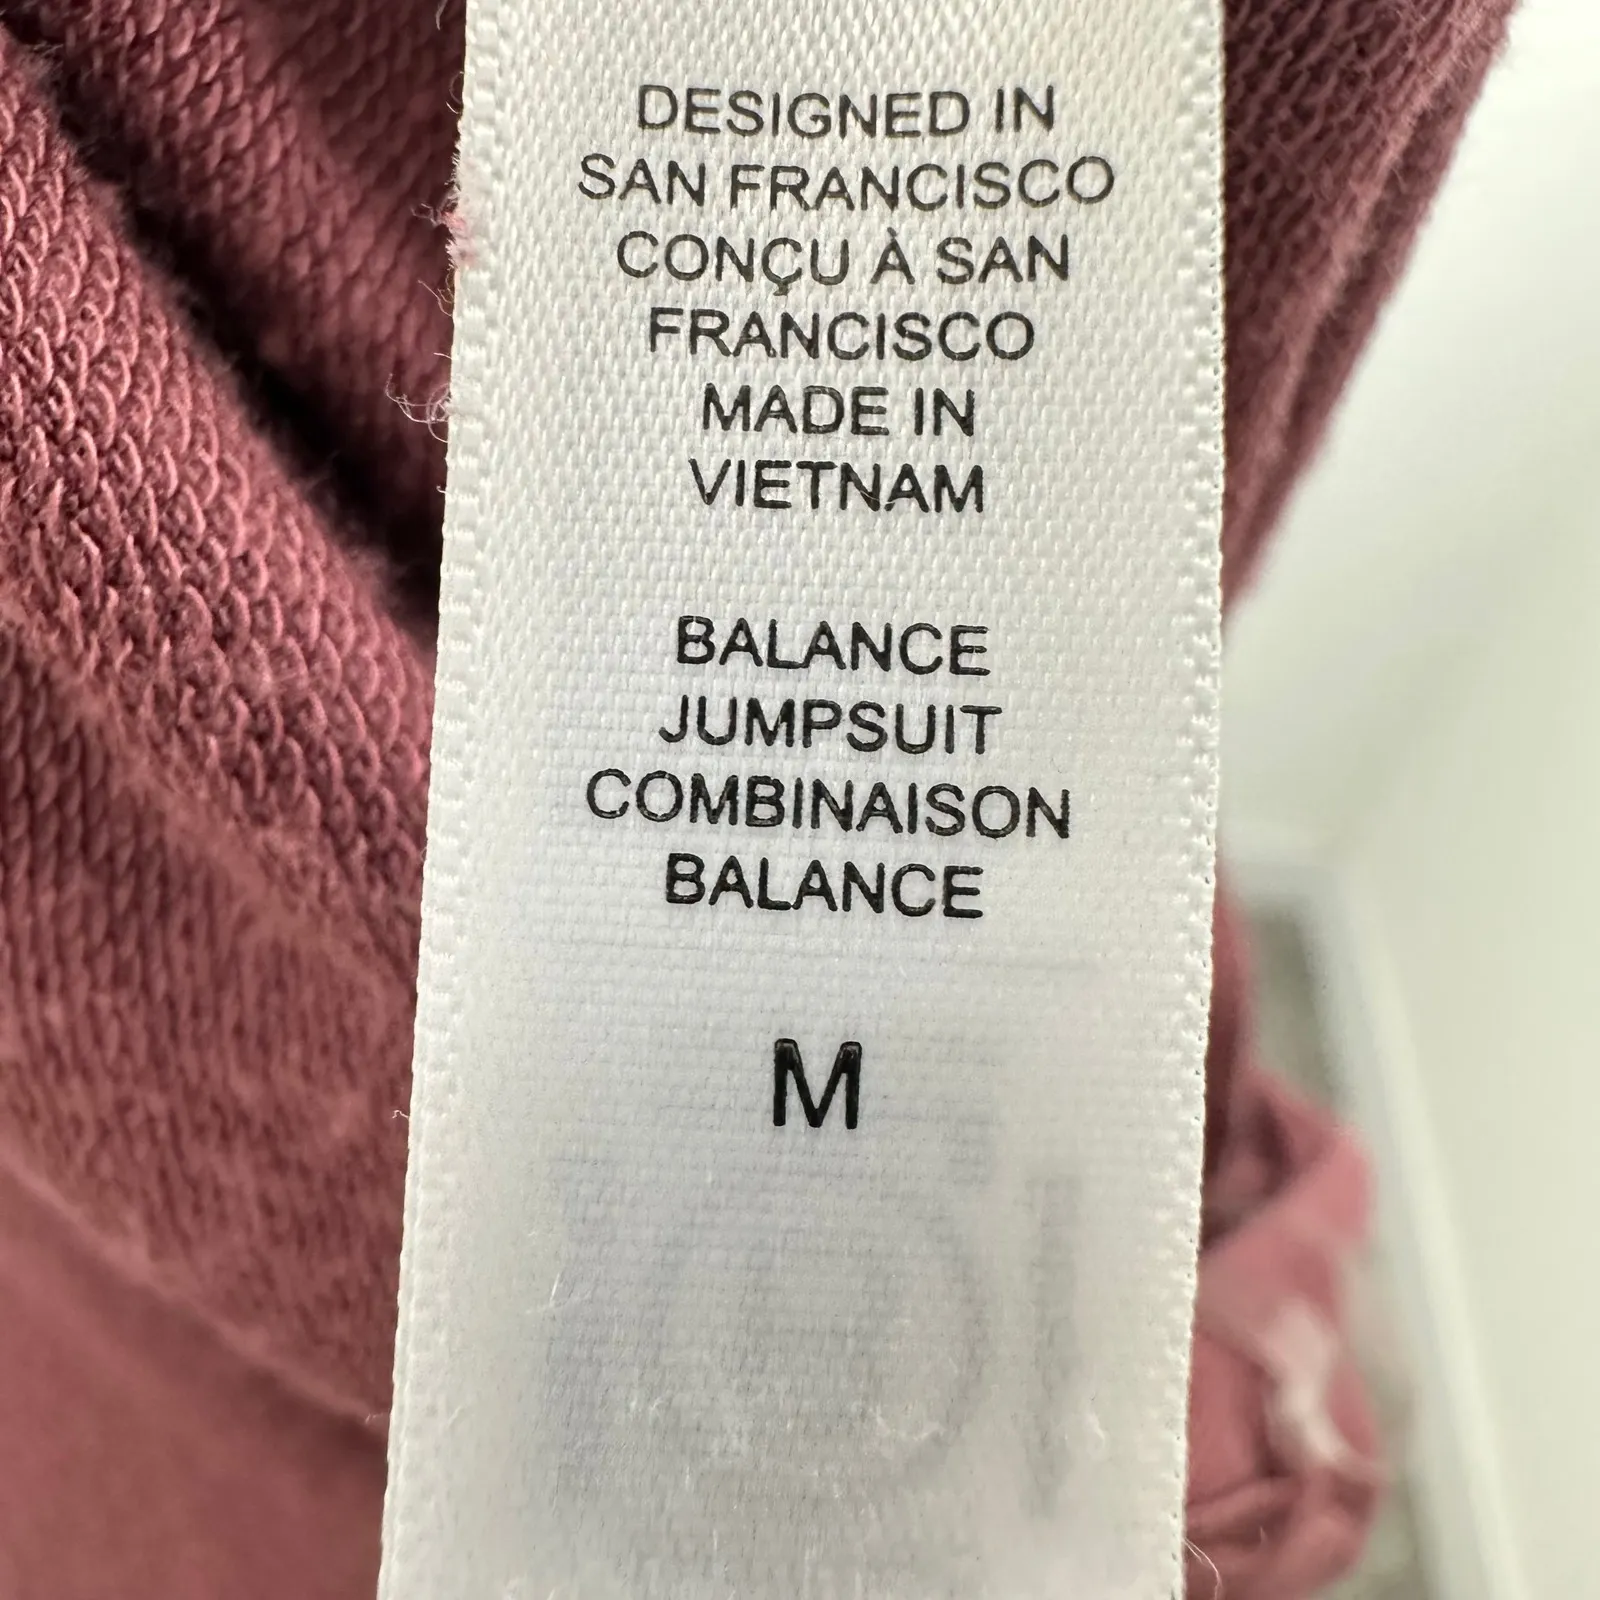 DESIGNED IN
SAN FRANCISCO
CONÇU À SAN
FRANCISCO
MADE IN
VIETNAM
BALANCE
JUMPSUIT
COMBINAISON
BALANCE
M